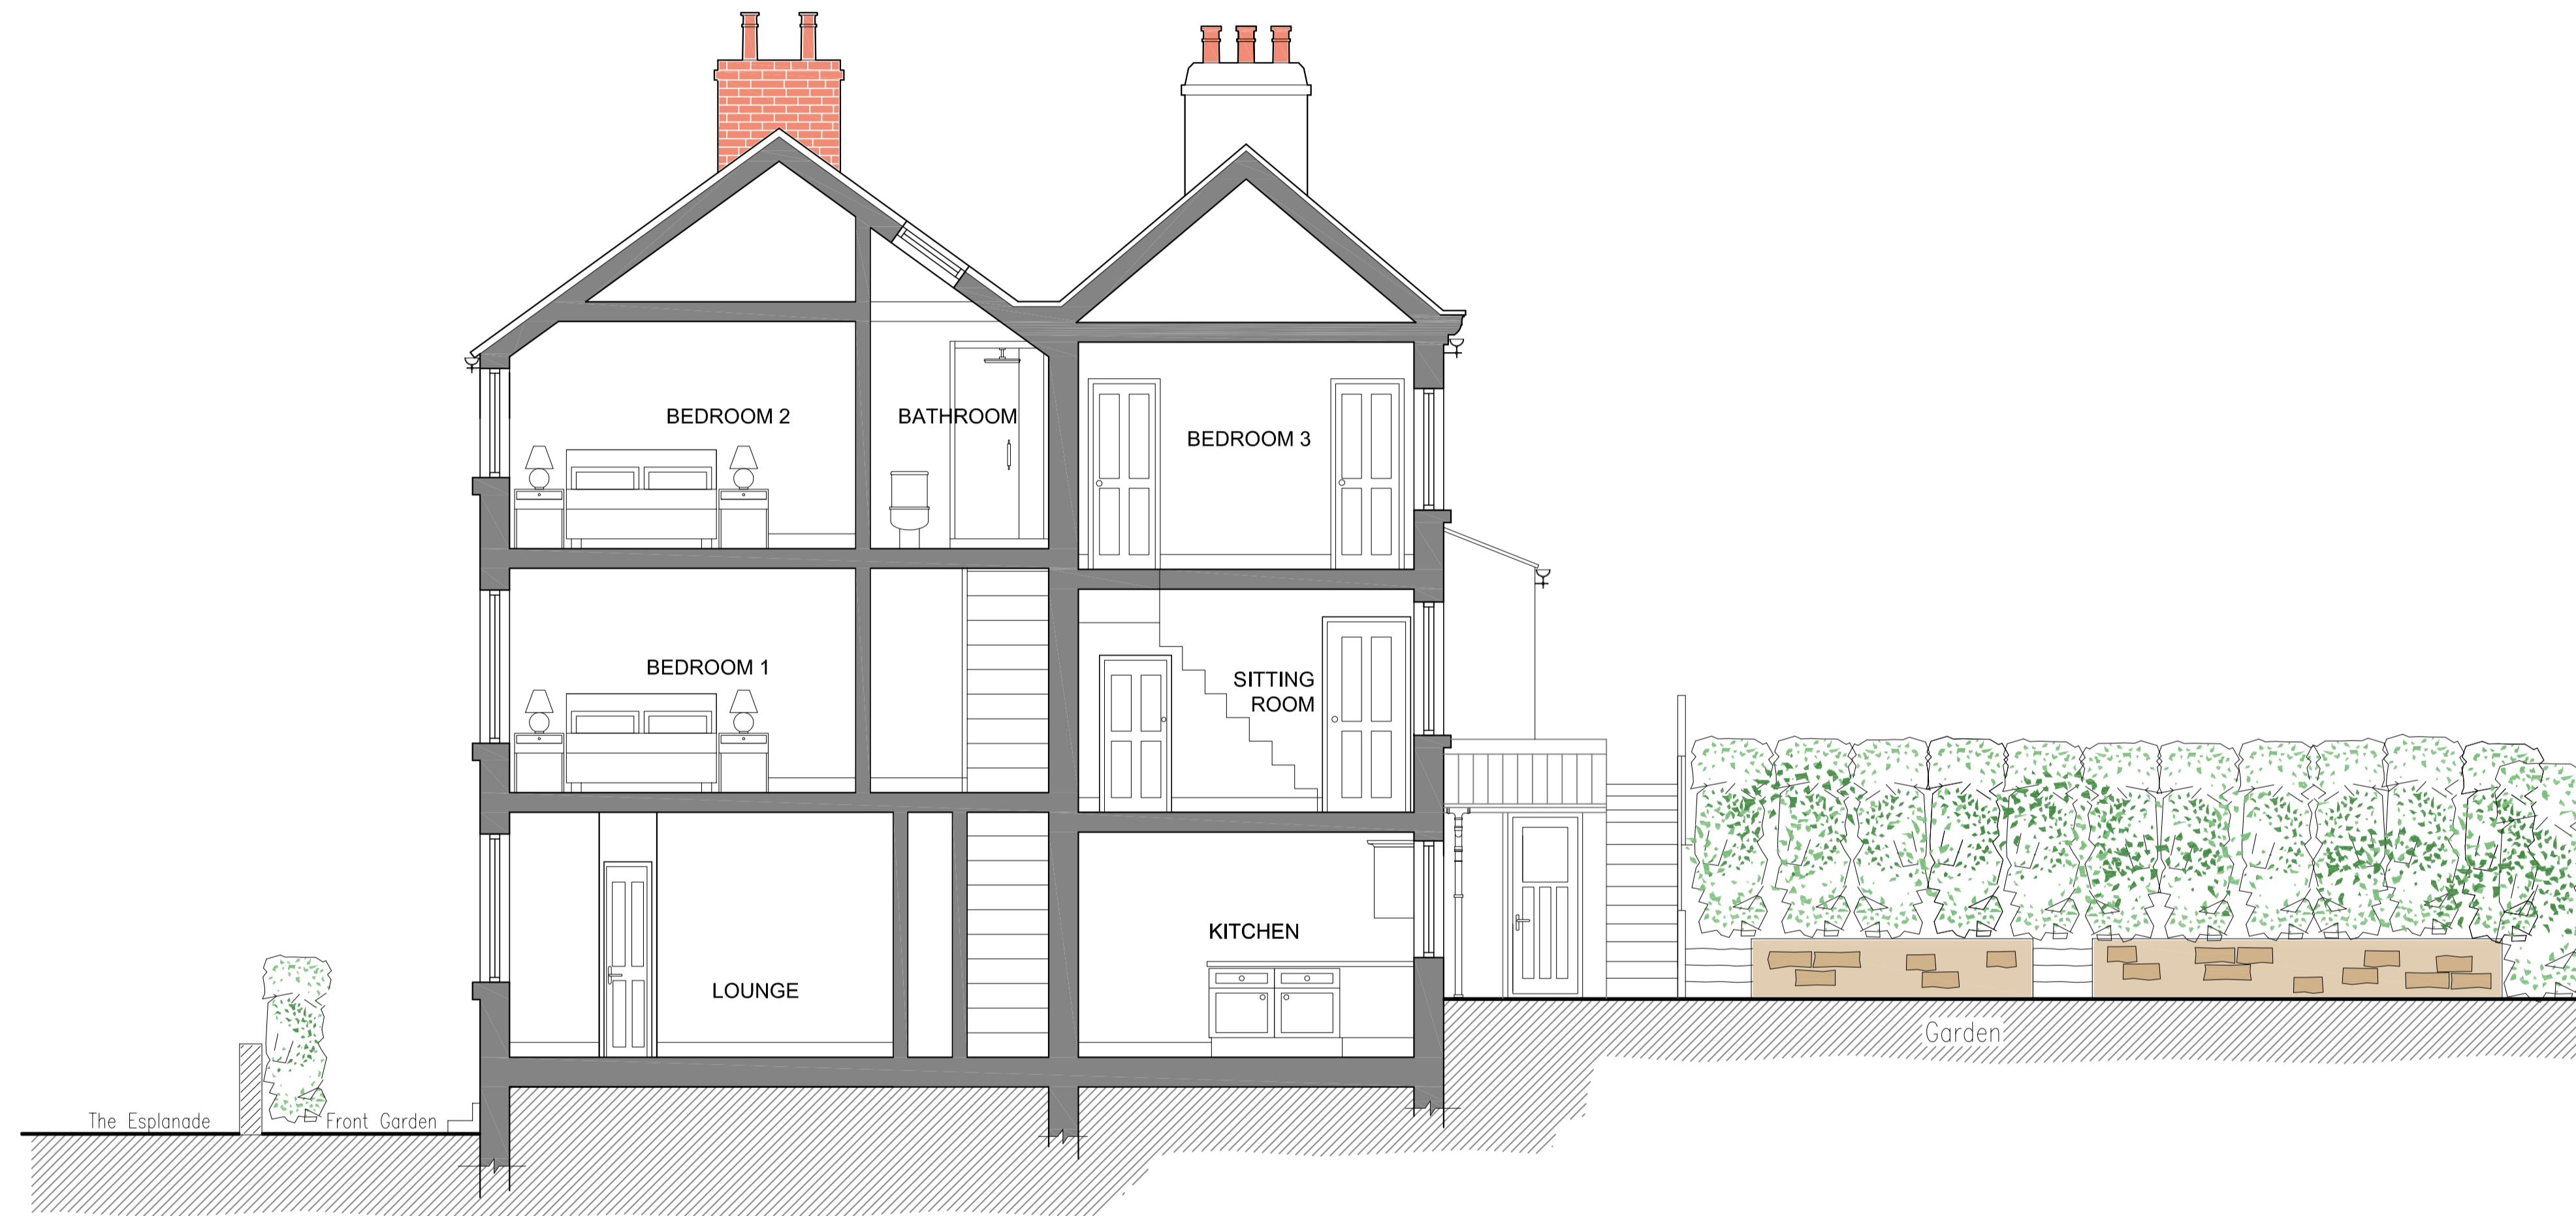 BEDROOM 2
BATHROOM
BEDROOM 3
BEDROOM 1
SITTING
ROOM
LOUNGE
KITCHEN
The Esplanade
Front Garden
Garden